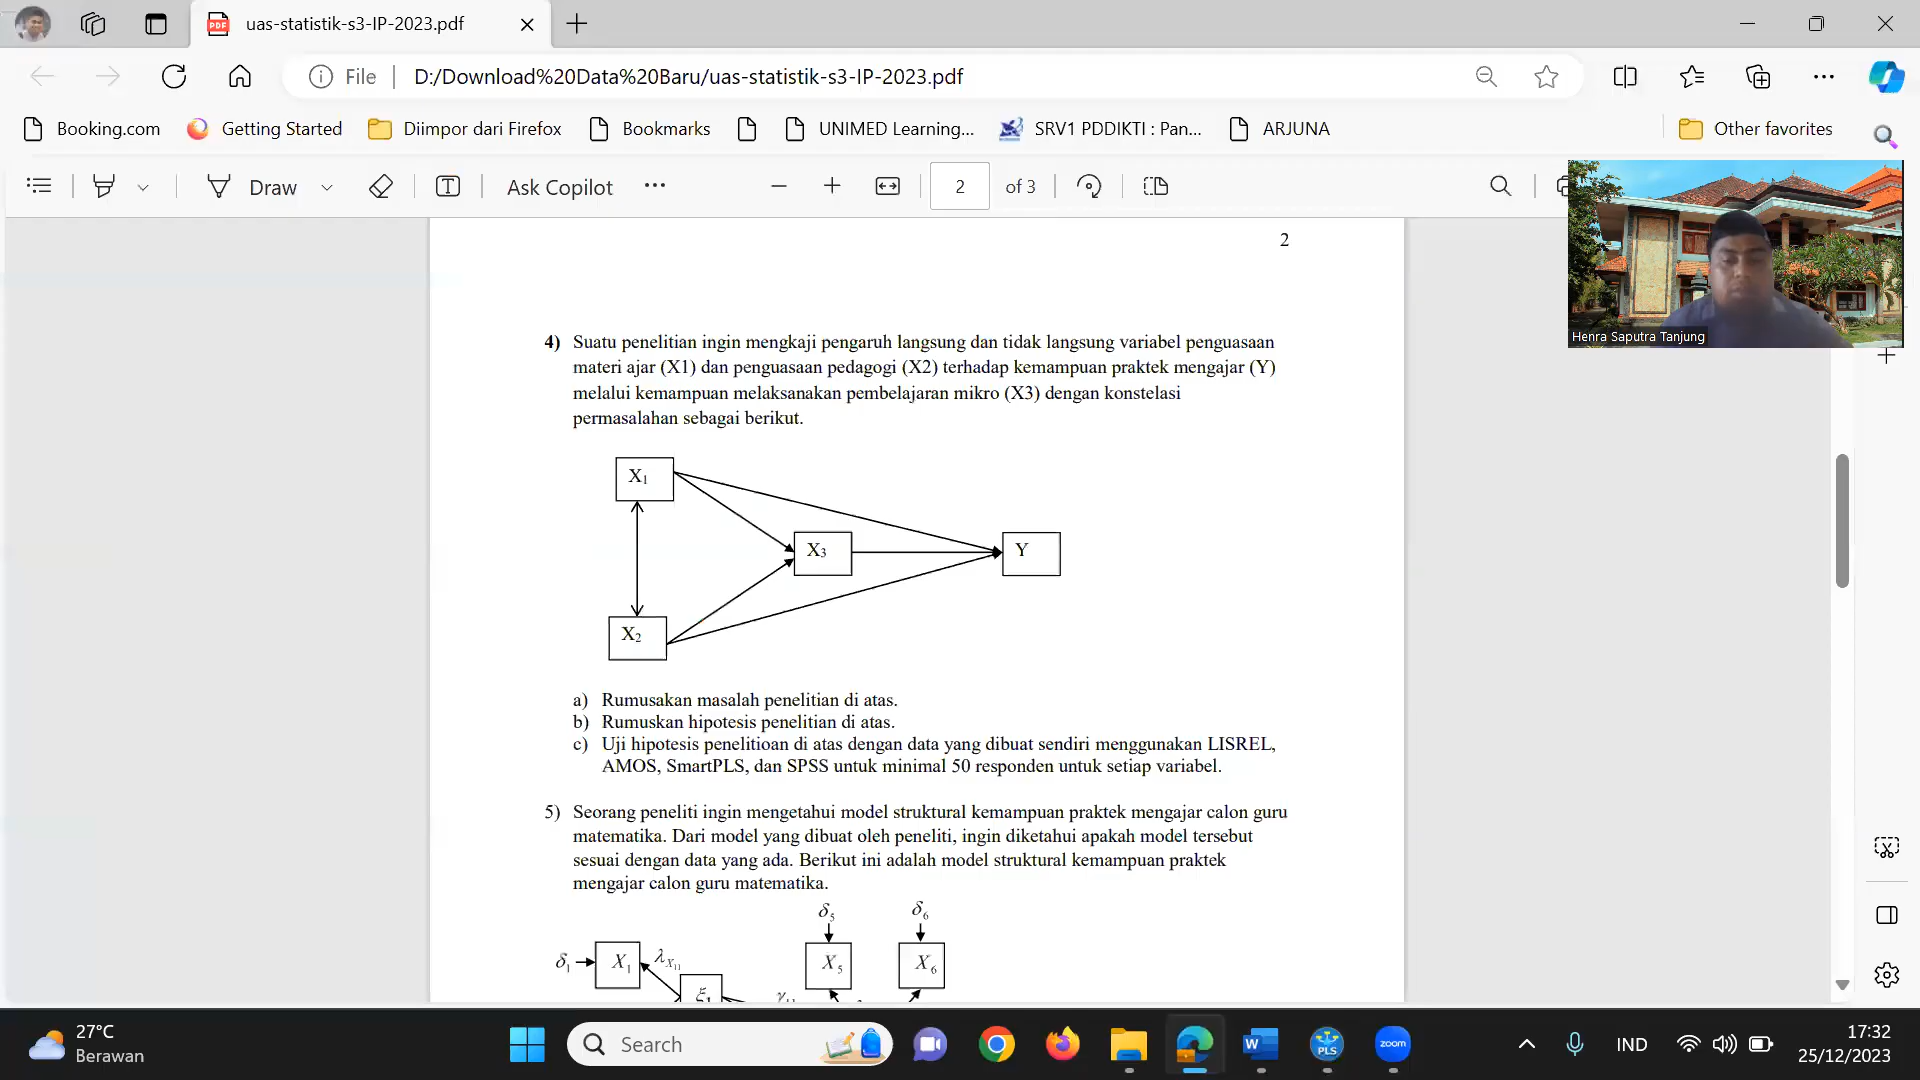 uas-statistik-s3-IP-2023.pdf
File
D:/Download%20Data%20Baru/uas-statistik-s3-IP-2023.pdf
Booking.com
Getting Started
Diimpor dari Firefox
Bookmarks
UNIMED Learning...
SRV1 PDDIKTI : Pan...
ARJUNA
Other favorites
Draw
Ask Copilot
2
of 3
Henra Saputra Tanjung
2
4) Suatu penelitian ingin mengkaji pengaruh langsung dan tidak langsung variabel penguasaan
materi ajar (X1) dan penguasaan pedagogi (X2) terhadap kemampuan praktek mengajar (Y)
melalui kemampuan melaksanakan pembelajaran mikro (X3) dengan konstelasi
permasalahan sebagai berikut.
X1
X3
Y
X2
a) Rumusakan masalah penelitian di atas.
b) Rumuskan hipotesis penelitian di atas.
c) Uji hipotesis penelitioan di atas dengan data yang dibuat sendiri menggunakan LISREL,
AMOS, SmartPLS, dan SPSS untuk minimal 50 responden untuk setiap variabel.
5) Seorang peneliti ingin mengetahui model struktural kemampuan praktek mengajar calon guru
matematika. Dari model yang dibuat oleh peneliti, ingin diketahui apakah model tersebut
sesuai dengan data yang ada. Berikut ini adalah model struktural kemampuan praktek
mengajar calon guru matematika.
δ5 δ6
δ1 X1 λX11 X5 X6
ξ1
27°C
Berawan
Search
PLS
zoom
IND
17:32
25/12/2023